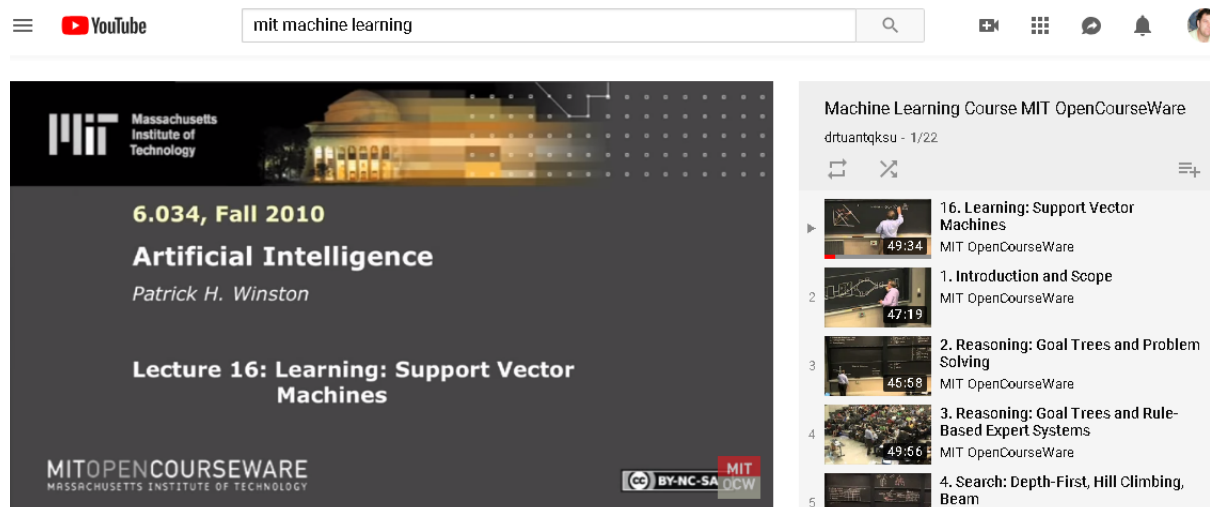 YouTube
mit machine learning
Massachusetts
Institute of
Technology
6.034, Fall 2010
Artificial Intelligence
Patrick H. Winston
Lecture 16: Learning: Support Vector
Machines
MITOPENCOURSEWARE
MASSACHUSETTS INSTITUTE OF TECHNOLOGY
CC BY-NC-SA
MIT
OCW
Machine Learning Course MIT OpenCourseWare
drtuantqksu - 1/22
16. Learning: Support Vector
Machines
49:34
MIT OpenCourseWare
1. Introduction and Scope
2
MIT OpenCourseWare
47:19
2. Reasoning: Goal Trees and Problem
3
Solving
45:58
MIT OpenCourseWare
3. Reasoning: Goal Trees and Rule-
4
Based Expert Systems
49:56
MIT OpenCourseWare
4. Search: Depth-First, Hill Climbing,
5
Beam